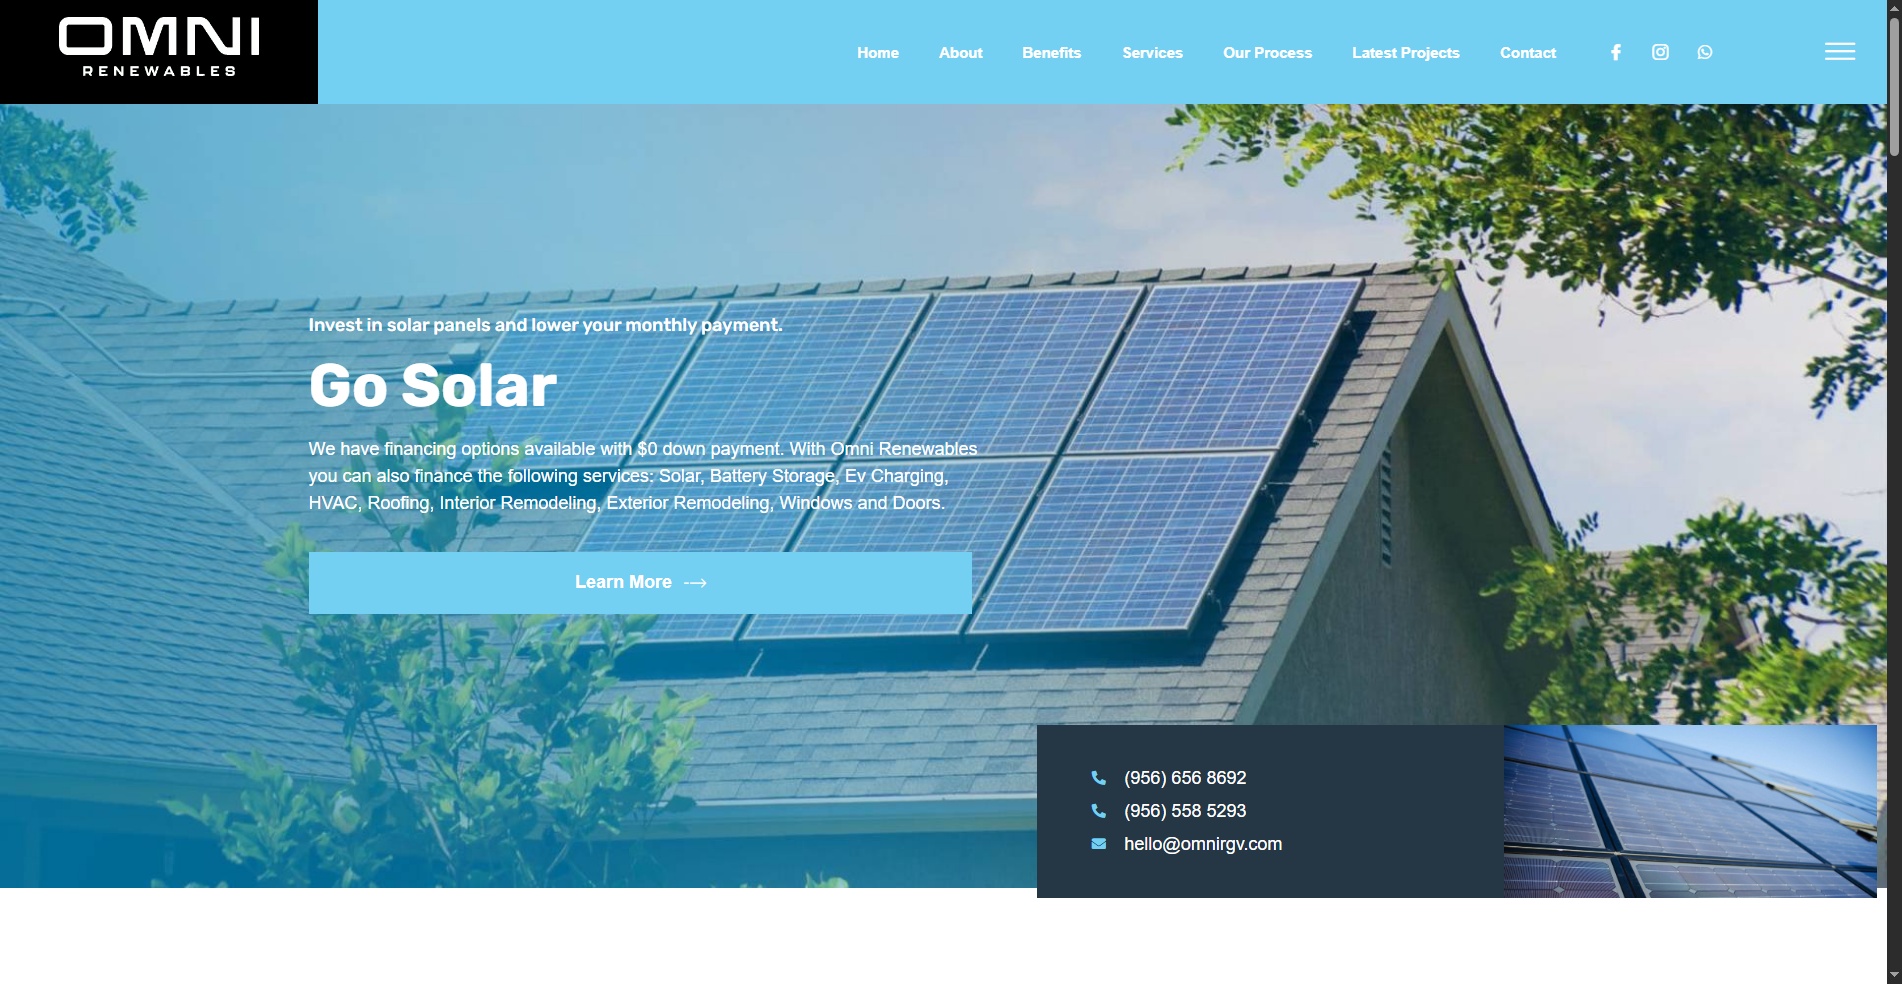 OMNI
RENEWABLES
Home
About
Benefits
Services
Our Process
Latest Projects
Contact
Invest in solar panels and lower your monthly payment.
Go Solar
We have financing options available with $0 down payment. With Omni Renewables
you can also finance the following services: Solar, Battery Storage, Ev Charging,
HVAC, Roofing, Interior Remodeling, Exterior Remodeling, Windows and Doors.
Learn More
(956) 656 8692
(956) 558 5293
hello@omnirgv.com